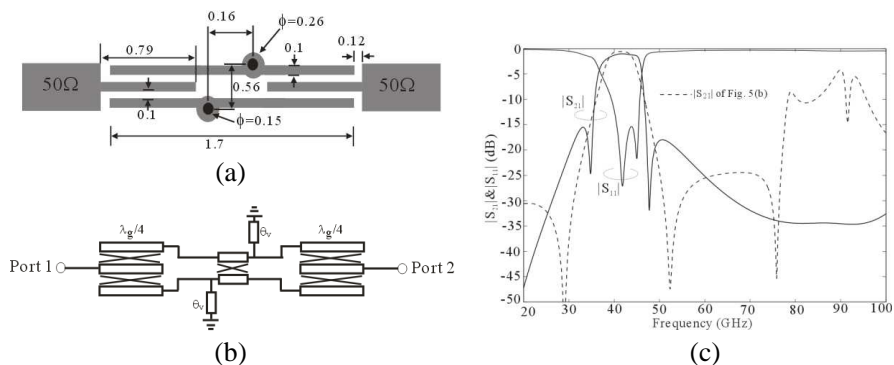 0.16
ϕ=0.26
0.79
0.1
0.12
50Ω
0.56
50Ω
0.1
ϕ=0.15
1.7
(a)
λg/4
θv
λg/4
Port 1
Port 2
θv
(b)
|S21|&|S11| (dB)
0
-5
-10
-15
-20
-25
-30
-35
-40
-45
-50
|S21|
|S11|
|S21| of Fig. 5(b)
20
30
40
50
60
70
80
90
100
Frequency (GHz)
(c)